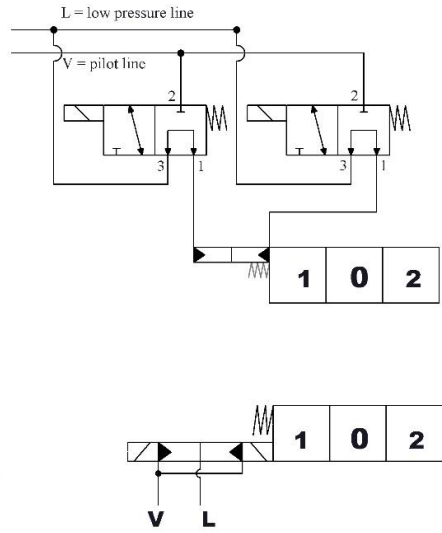 L = low pressure line
V = pilot line
2 2
3 1 3 1
1 0 2
1 0 2
V L